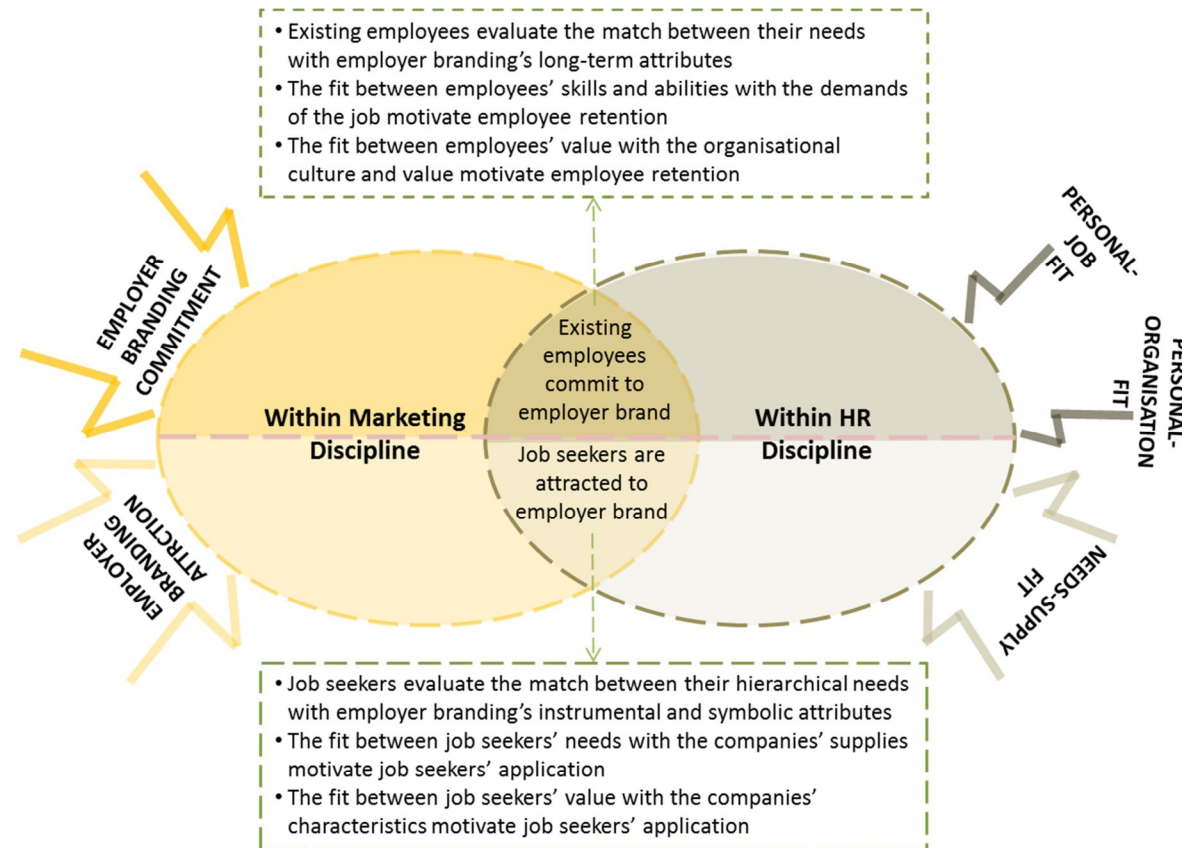 • Existing employees evaluate the match between their needs
with employer branding's long-term attributes
• The fit between employees' skills and abilities with the demands
of the job motivate employee retention
• The fit between employees' value with the organisational
culture and value motivate employee retention
EMPLOYER
BRANDING
COMMITMENT
EMPLOYER
BRANDING
ATTRCTION
Within Marketing
Discipline
Existing
employees
commit to
employer brand
Job seekers are
attracted to
employer brand
Within HR
Discipline
PERSONAL-
JOB
FIT
PERSONAL-
ORGANISATION
FIT
NEEDS-SUPPLY
FIT
• Job seekers evaluate the match between their hierarchical needs
with employer branding's instrumental and symbolic attributes
• The fit between job seekers' needs with the companies' supplies
motivate job seekers' application
• The fit between job seekers' value with the companies'
characteristics motivate job seekers' application